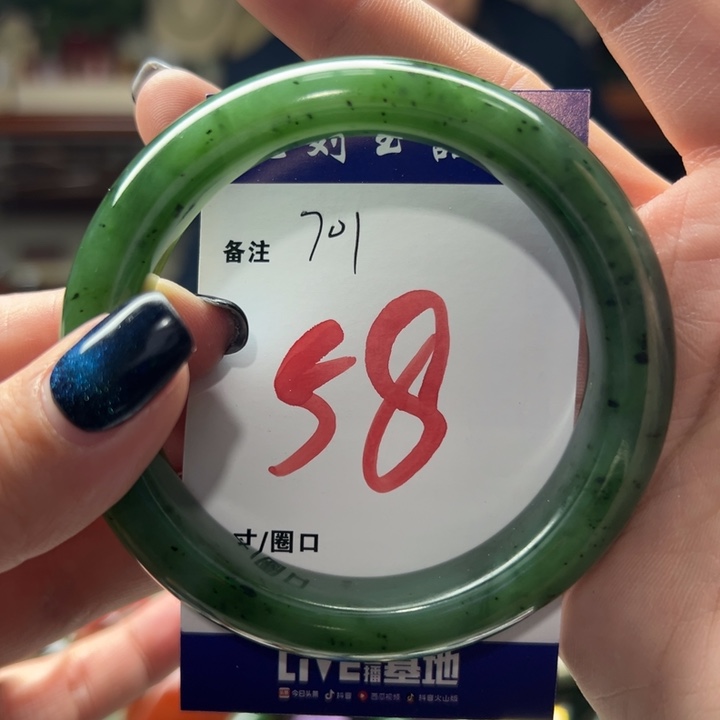 备注 701
58
寸/圈口
LIVE播基地
今日头条 抖音 西瓜视频 抖音火山版